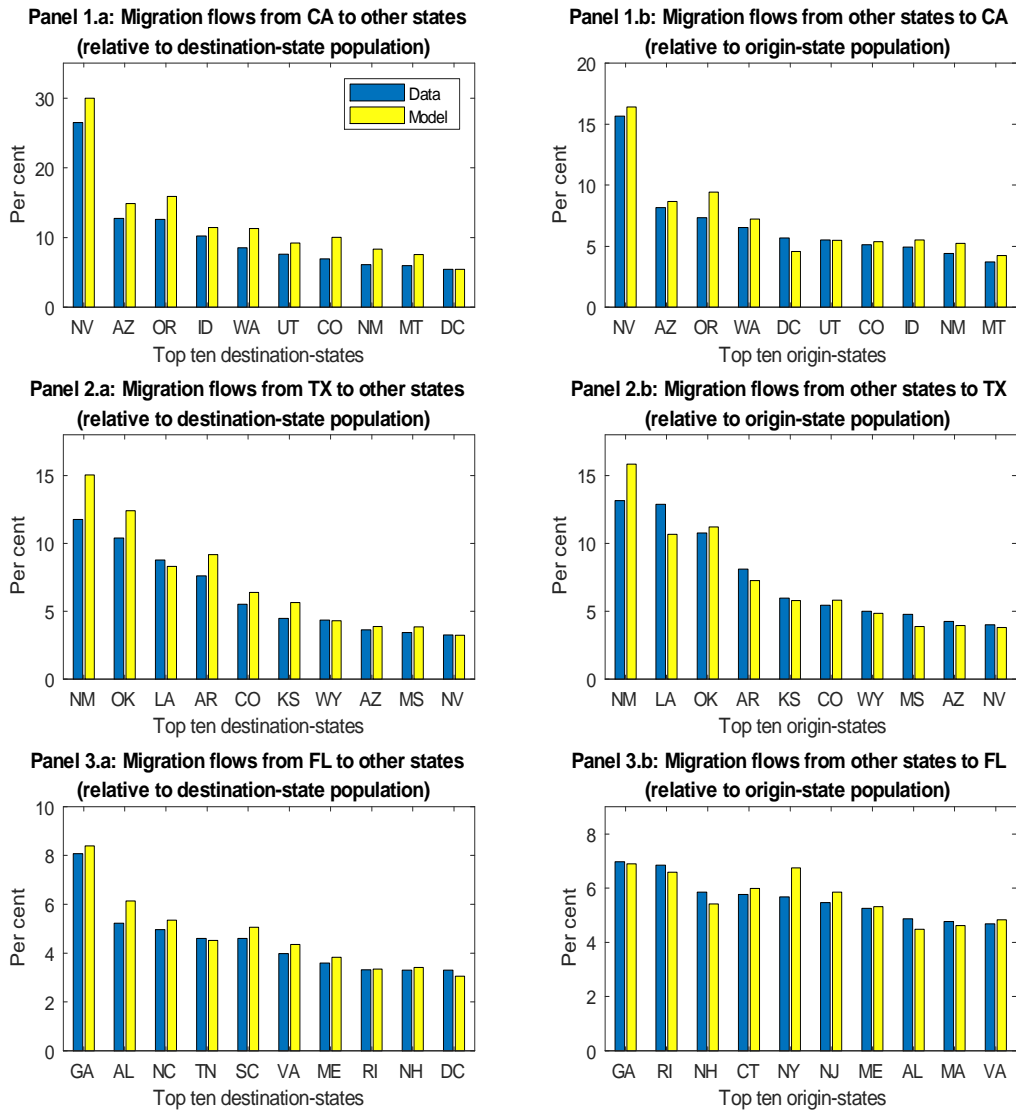 Panel 1.a: Migration flows from CA to other states
(relative to destination-state population)
30
20
10
0
Per cent
Data
Model
NV AZ OR ID WA UT CO NM MT DC
Top ten destination-states
Panel 1.b: Migration flows from other states to CA
(relative to origin-state population)
20
15
10
5
0
Per cent
NV AZ OR WA DC UT CO ID NM MT
Top ten origin-states
Panel 2.a: Migration flows from TX to other states
(relative to destination-state population)
15
10
5
0
Per cent
NM OK LA AR CO KS WY AZ MS NV
Top ten destination-states
Panel 2.b: Migration flows from other states to TX
(relative to origin-state population)
15
10
5
0
Per cent
NM LA OK AR KS CO WY MS AZ NV
Top ten origin-states
Panel 3.a: Migration flows from FL to other states
(relative to destination-state population)
10
8
6
4
2
0
Per cent
GA AL NC TN SC VA ME RI NH DC
Top ten destination-states
Panel 3.b: Migration flows from other states to FL
(relative to origin-state population)
8
6
4
2
0
Per cent
GA RI NH CT NY NJ ME AL MA VA
Top ten origin-states